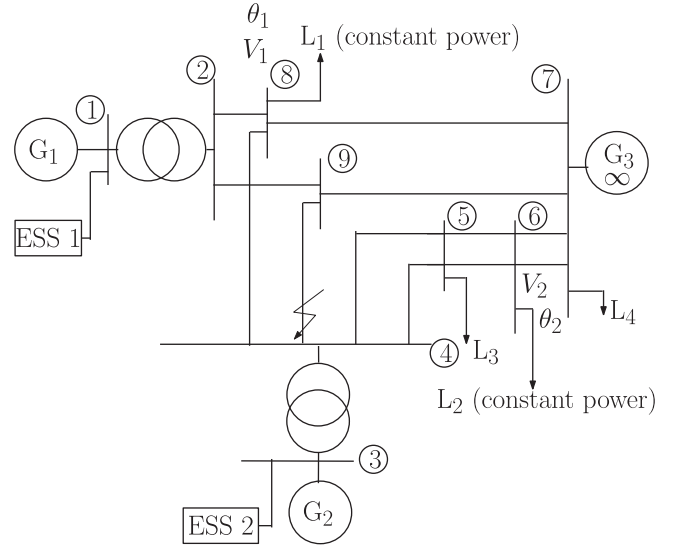 θ₁
V₁
L₁ (constant power)
②
⑧
⑦
①
G₁
⑨
G₃
∞
ESS 1
⑤
⑥
V₂
θ₂
L₄
L₃
④
L₂ (constant power)
③
G₂
ESS 2